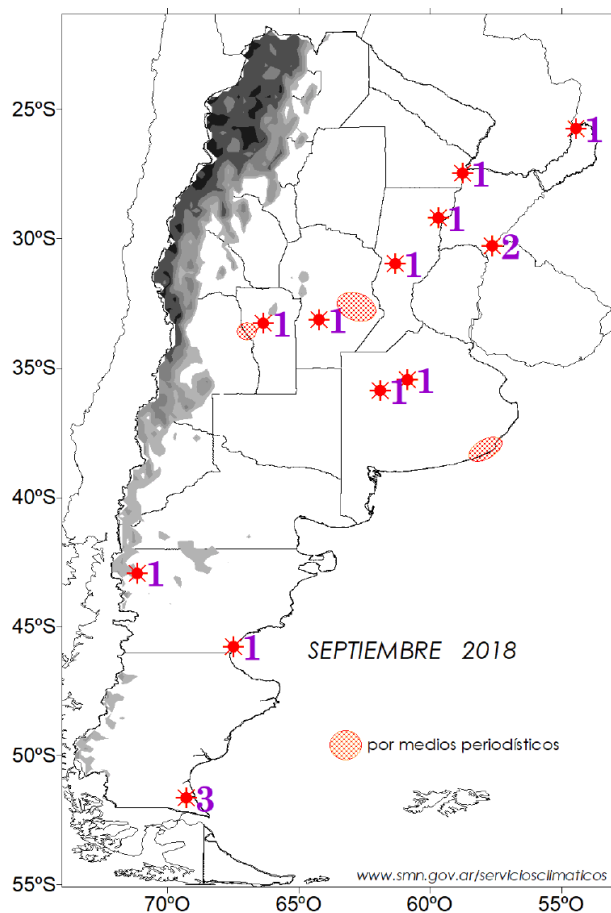 25ºS
1
1
1
30ºS
2
1
1
1
35ºS
1
1
40ºS
1
45ºS
1
SEPTIEMBRE 2018
por medios periodísticos
50ºS
3
www.smn.gov.ar/serviciosclimaticos
55ºS
70ºO 65ºO 60ºO 55ºO